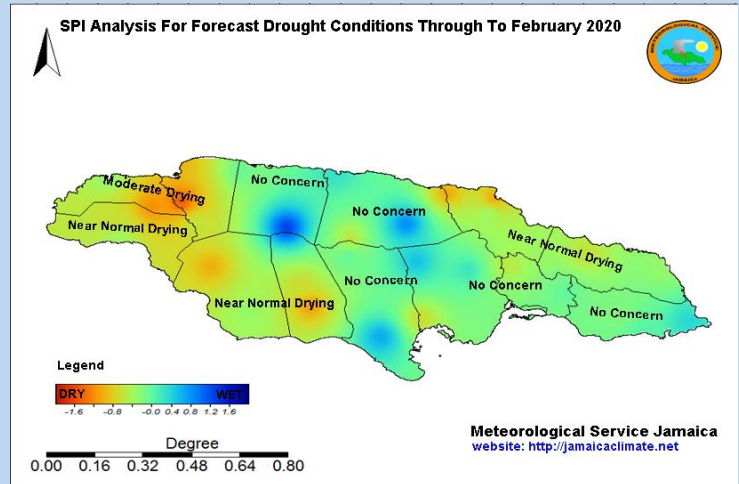 SPI Analysis For Forecast Drought Conditions Through To February 2020
METEOROLOGICAL SERVICE
JAMAICA
Moderate Drying
No Concern
No Concern
Near Normal Drying
Near Normal Drying
No Concern
No Concern
Near Normal Drying
No Concern
Legend
DRY WET
-1.6 -0.8 -0.0 0.4 0.8 1.2 1.6
Degree
0.00 0.16 0.32 0.48 0.64 0.80
Meteorological Service Jamaica
website: http://jamaicaclimate.net